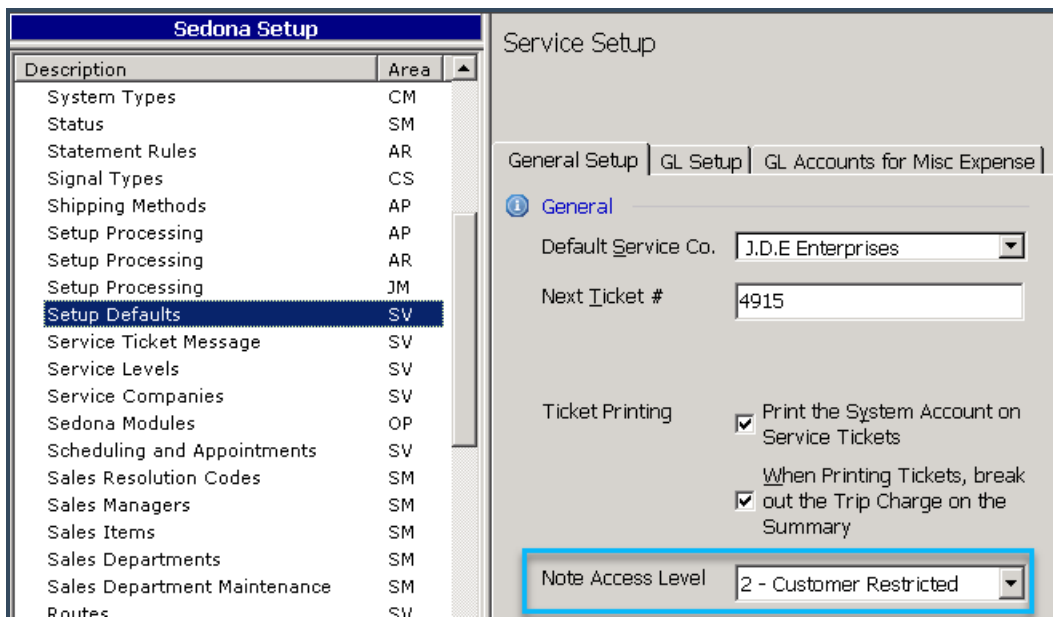 Sedona Setup
Description Area
System Types CM
Status SM
Statement Rules AR
Signal Types CS
Shipping Methods AP
Setup Processing AP
Setup Processing AR
Setup Processing JM
Setup Defaults SV
Service Ticket Message SV
Service Levels SV
Service Companies SV
Sedona Modules OP
Scheduling and Appointments SV
Sales Resolution Codes SM
Sales Managers SM
Sales Items SM
Sales Departments SM
Sales Department Maintenance SM
Routes SV
Service Setup
General Setup GL Setup GL Accounts for Misc Expense
General
Default Service Co. J.D.E Enterprises
Next Ticket # 4915
Ticket Printing Print the System Account on
Service Tickets
When Printing Tickets, break
out the Trip Charge on the
Summary
Note Access Level 2 - Customer Restricted